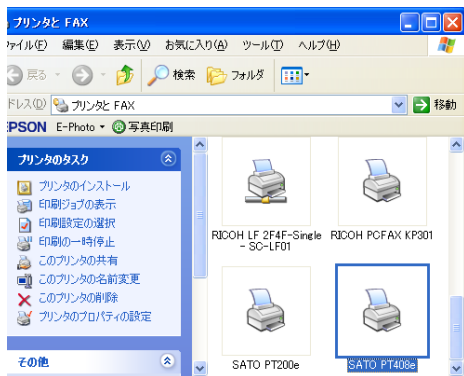 プリンタと FAX
ファイル(F) 編集(E) 表示(V) お気に入り(A) ツール(T) ヘルプ(H)
戻る 検索 フォルダ
ドレス(D) プリンタと FAX 移動
EPSON E-Photo 写真印刷
プリンタのタスク
プリンタのインストール
印刷ジョブの表示
印刷設定の選択
印刷の一時停止
このプリンタの共有
このプリンタの名前変更
このプリンタの削除
プリンタのプロパティの設定
その他
RICOH LF 2F4F-Single
- SC-LF01
RICOH PCFAX KP301
SATO PT200e
SATO PT408e